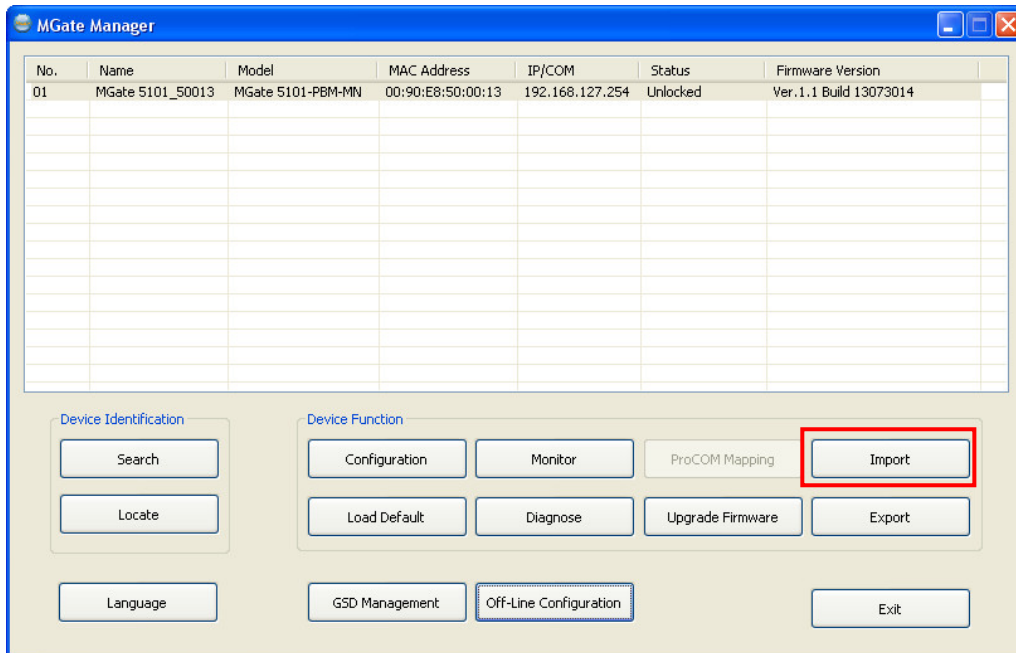 MGate Manager
No. Name Model MAC Address IP/COM Status Firmware Version
01 MGate 5101_50013 MGate 5101-PBM-MN 00:90:E8:50:00:13 192.168.127.254 Unlocked Ver.1.1 Build 13073014
Device Identification Device Function
Search Configuration Monitor ProCOM Mapping Import
Locate Load Default Diagnose Upgrade Firmware Export
Language GSD Management Off-Line Configuration Exit